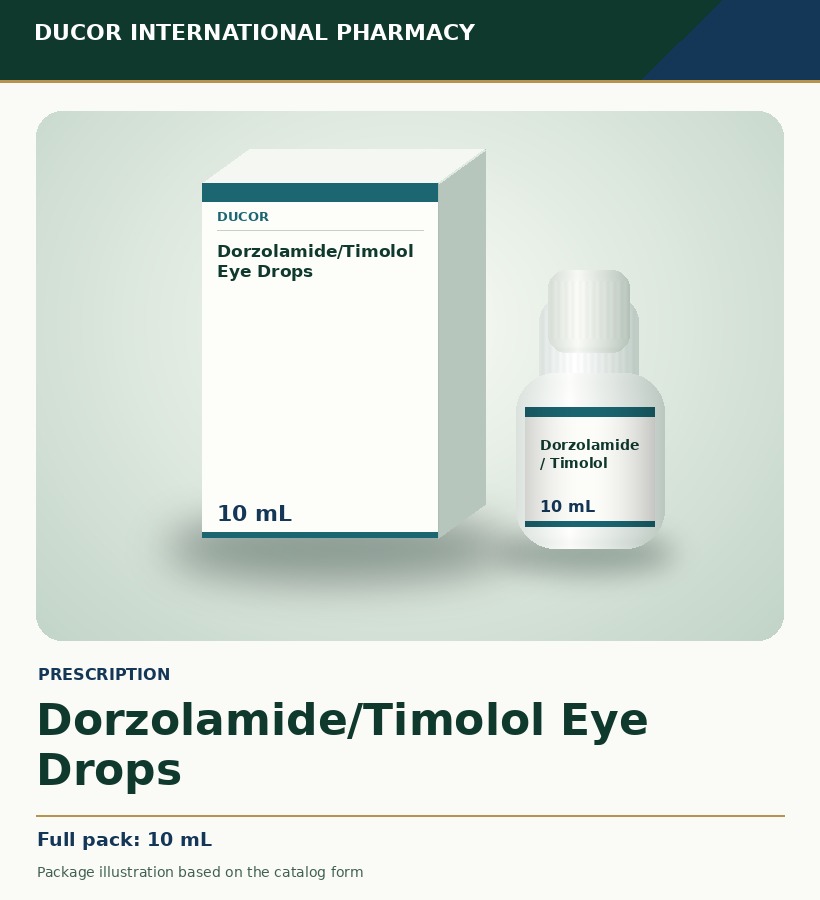 DUCOR INTERNATIONAL PHARMACY
DUCOR
Dorzolamide/Timolol
Eye Drops
10 mL
Dorzolamide
/ Timolol
10 mL
PRESCRIPTION
Dorzolamide/Timolol Eye
Drops
Full pack: 10 mL
Package illustration based on the catalog form